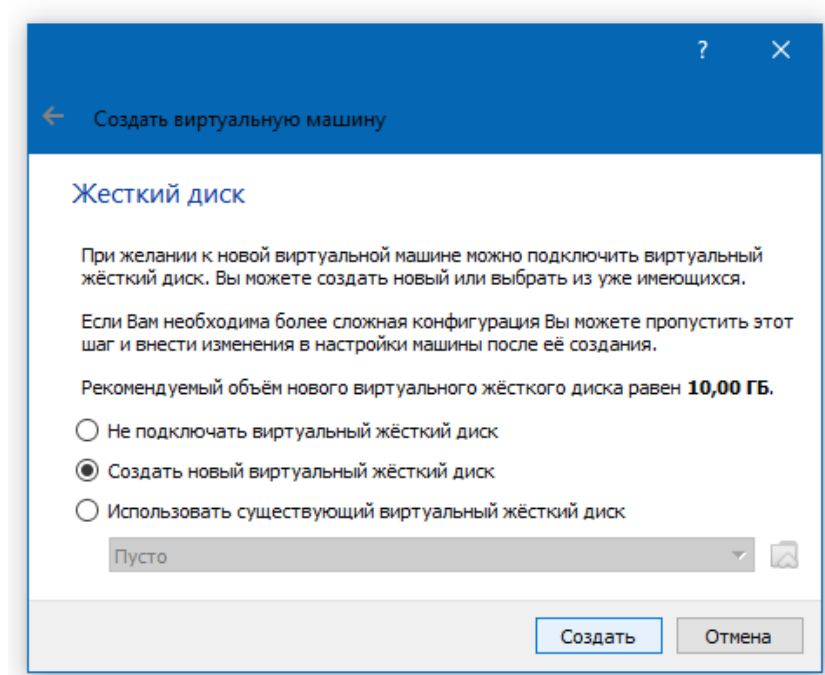 ?
Создать виртуальную машину
Жесткий диск
При желании к новой виртуальной машине можно подключить виртуальный
жёсткий диск. Вы можете создать новый или выбрать из уже имеющихся.
Если Вам необходима более сложная конфигурация Вы можете пропустить этот
шаг и внести изменения в настройки машины после её создания.
Рекомендуемый объём нового виртуального жёсткого диска равен 10,00 ГБ.
Не подключать виртуальный жёсткий диск
Создать новый виртуальный жёсткий диск
Использовать существующий виртуальный жёсткий диск
Пусто
Создать Отмена